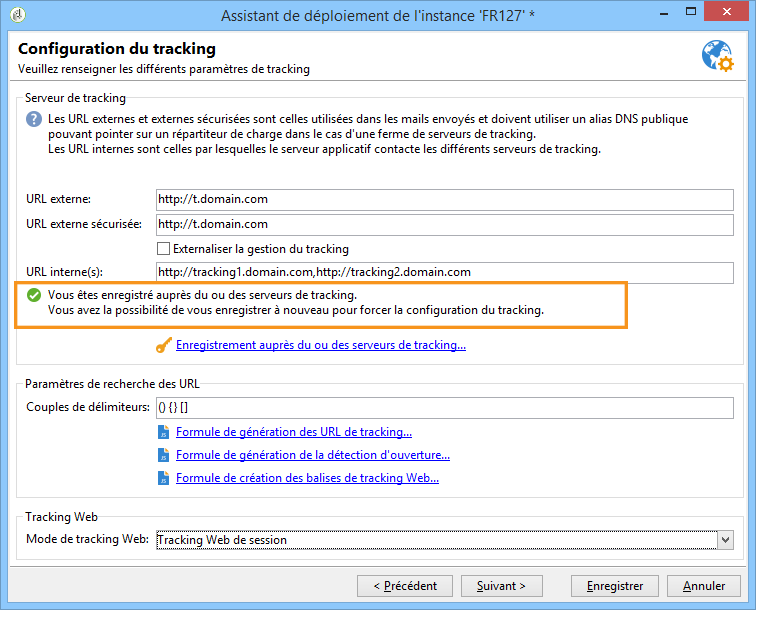 Assistant de déploiement de l'instance 'FR127' *
Configuration du tracking
Veuillez renseigner les différents paramètres de tracking
Serveur de tracking
Les URL externes et externes sécurisées sont celles utilisées dans les mails envoyés et doivent utiliser un alias DNS publique
pouvant pointer sur un répartiteur de charge dans le cas d'une ferme de serveurs de tracking.
Les URL internes sont celles par lesquelles le serveur applicatif contacte les différents serveurs de tracking.
URL externe: http://t.domain.com
URL externe sécurisée: http://t.domain.com
Externaliser la gestion du tracking
URL interne(s): http://tracking1.domain.com,http://tracking2.domain.com
Vous êtes enregistré auprès du ou des serveurs de tracking.
Vous avez la possibilité de vous enregistrer à nouveau pour forcer la configuration du tracking.
Enregistrement auprès du ou des serveurs de tracking...
Paramètres de recherche des URL
Couples de délimiteurs: () {} []
Formule de génération des URL de tracking...
Formule de génération de la détection d'ouverture...
Formule de création des balises de tracking Web...
Tracking Web
Mode de tracking Web: Tracking Web de session
< Précédent Suivant > Enregistrer Annuler